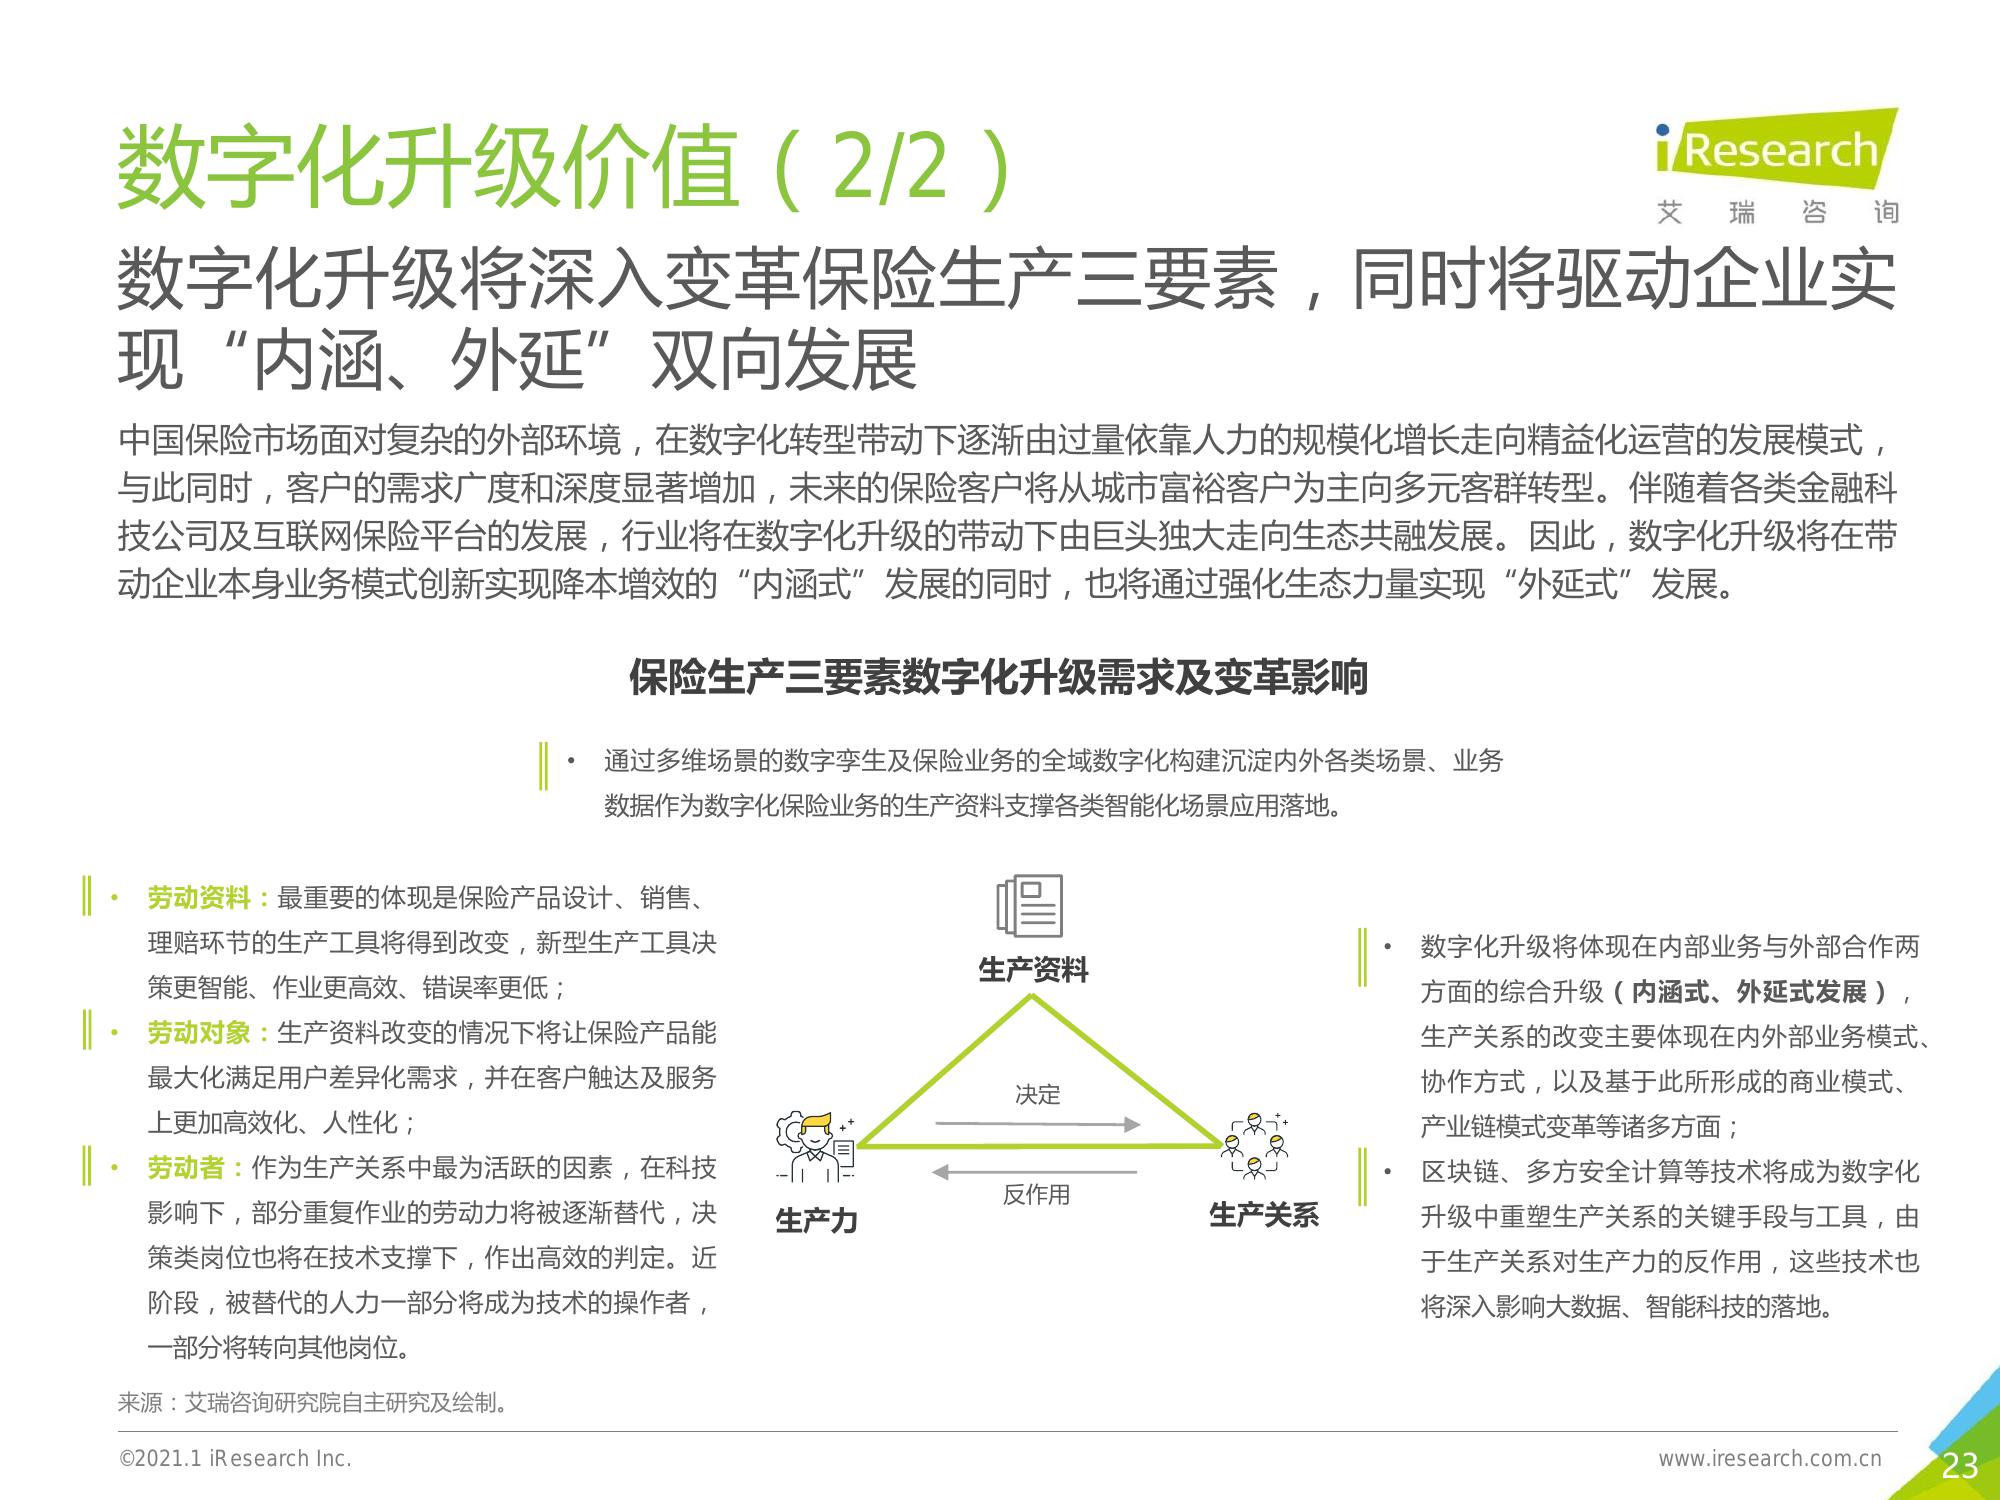 数字化升级价值（2/2）
iResearch
艾瑞咨询
数字化升级将深入变革保险生产三要素，同时将驱动企业实
现“内涵、外延”双向发展
中国保险市场面对复杂的外部环境，在数字化转型带动下逐渐由过量依靠人力的规模化增长走向精益化运营的发展模式，
与此同时，客户的需求广度和深度显著增加，未来的保险客户将从城市富裕客户为主向多元客群转型。伴随着各类金融科
技公司及互联网保险平台的发展，行业将在数字化升级的带动下由巨头独大走向生态共融发展。因此，数字化升级将在带
动企业本身业务模式创新实现降本增效的“内涵式”发展的同时，也将通过强化生态力量实现“外延式”发展。
保险生产三要素数字化升级需求及变革影响
• 通过多维场景的数字孪生及保险业务的全域数字化构建沉淀内外各类场景、业务
数据作为数字化保险业务的生产资料支撑各类智能化场景应用落地。
• 劳动资料：最重要的体现是保险产品设计、销售、
理赔环节的生产工具将得到改变，新型生产工具决
策更智能、作业更高效、错误率更低；
• 劳动对象：生产资料改变的情况下将让保险产品能
最大化满足用户差异化需求，并在客户触达及服务
上更加高效化、人性化；
• 劳动者：作为生产关系中最为活跃的因素，在科技
影响下，部分重复作业的劳动力将被逐渐替代，决
策类岗位也将在技术支撑下，作出高效的判定。近
阶段，被替代的人力一部分将成为技术的操作者，
一部分将转向其他岗位。
生产资料
决定
反作用
生产力
生产关系
• 数字化升级将体现在内部业务与外部合作两
方面的综合升级（内涵式、外延式发展），
生产关系的改变主要体现在内外部业务模式、
协作方式，以及基于此所形成的商业模式、
产业链模式变革等诸多方面；
• 区块链、多方安全计算等技术将成为数字化
升级中重塑生产关系的关键手段与工具，由
于生产关系对生产力的反作用，这些技术也
将深入影响大数据、智能科技的落地。
来源：艾瑞咨询研究院自主研究及绘制。
©2021.1 iResearch Inc.
www.iresearch.com.cn
23